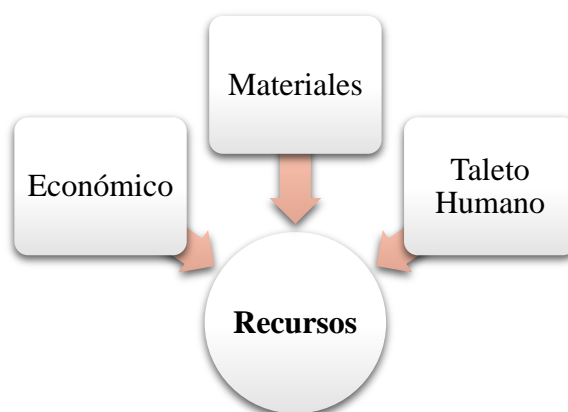 Materiales
Económico
Taleto
Humano
Recursos